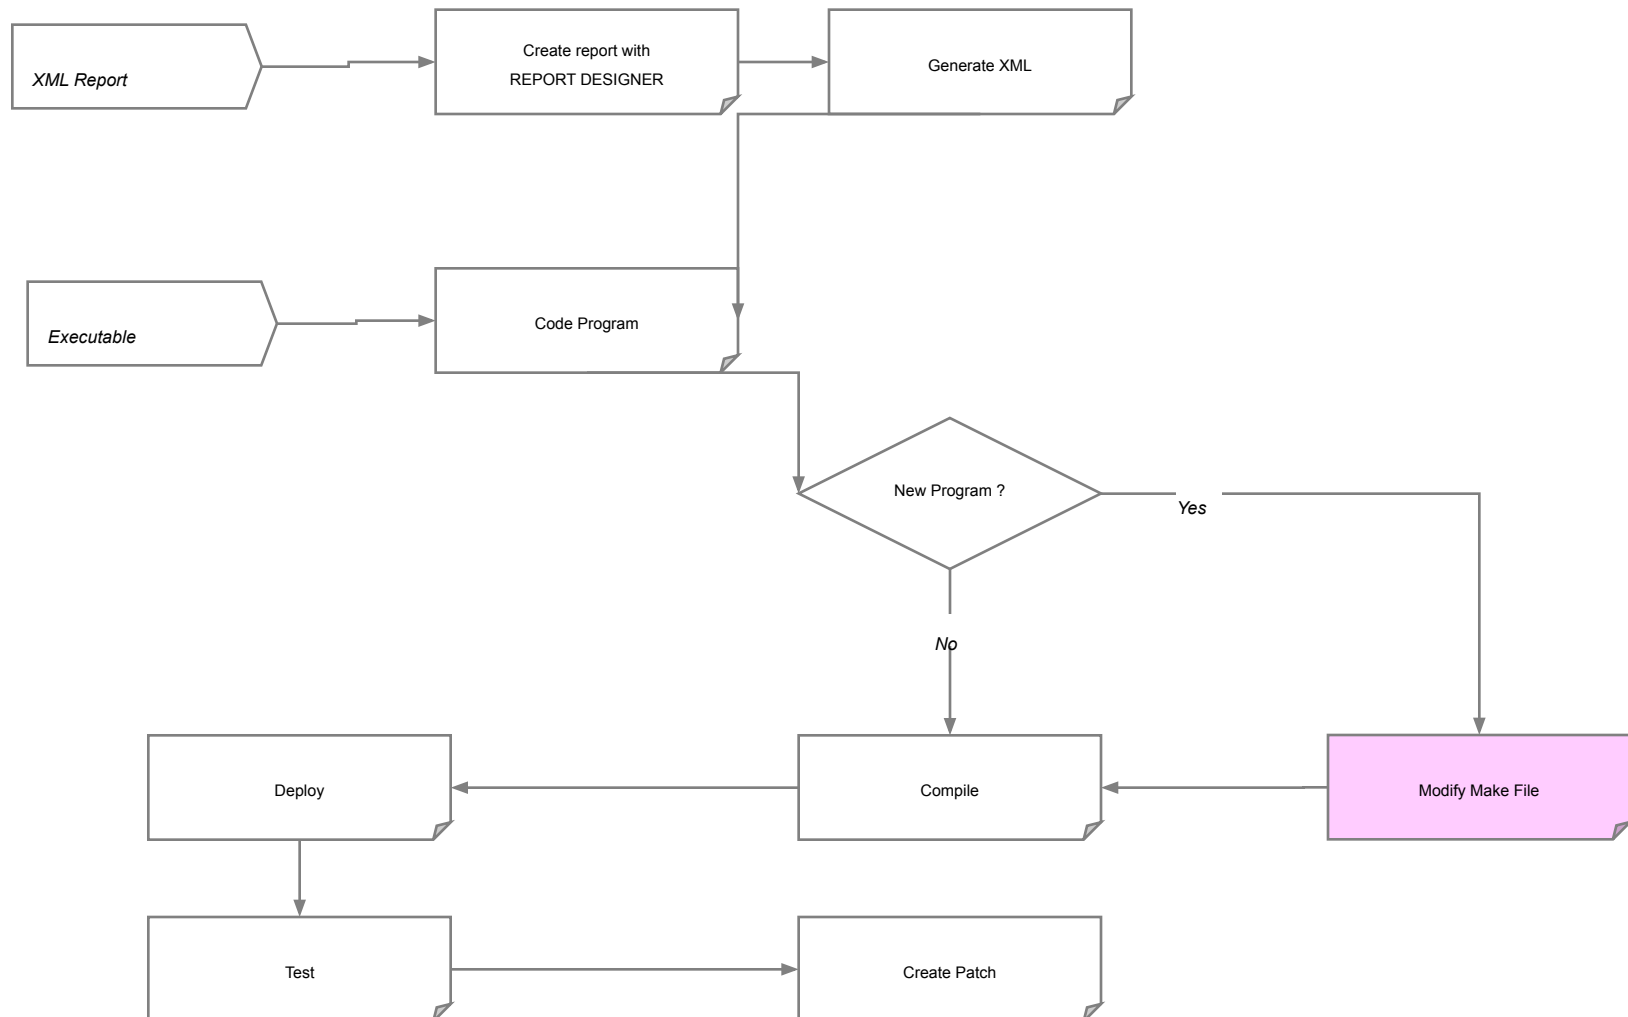 XML Report
Create report with
REPORT DESIGNER
Generate XML
Executable
Code Program
New Program ?
Yes
No
Deploy
Compile
Modify Make File
Test
Create Patch